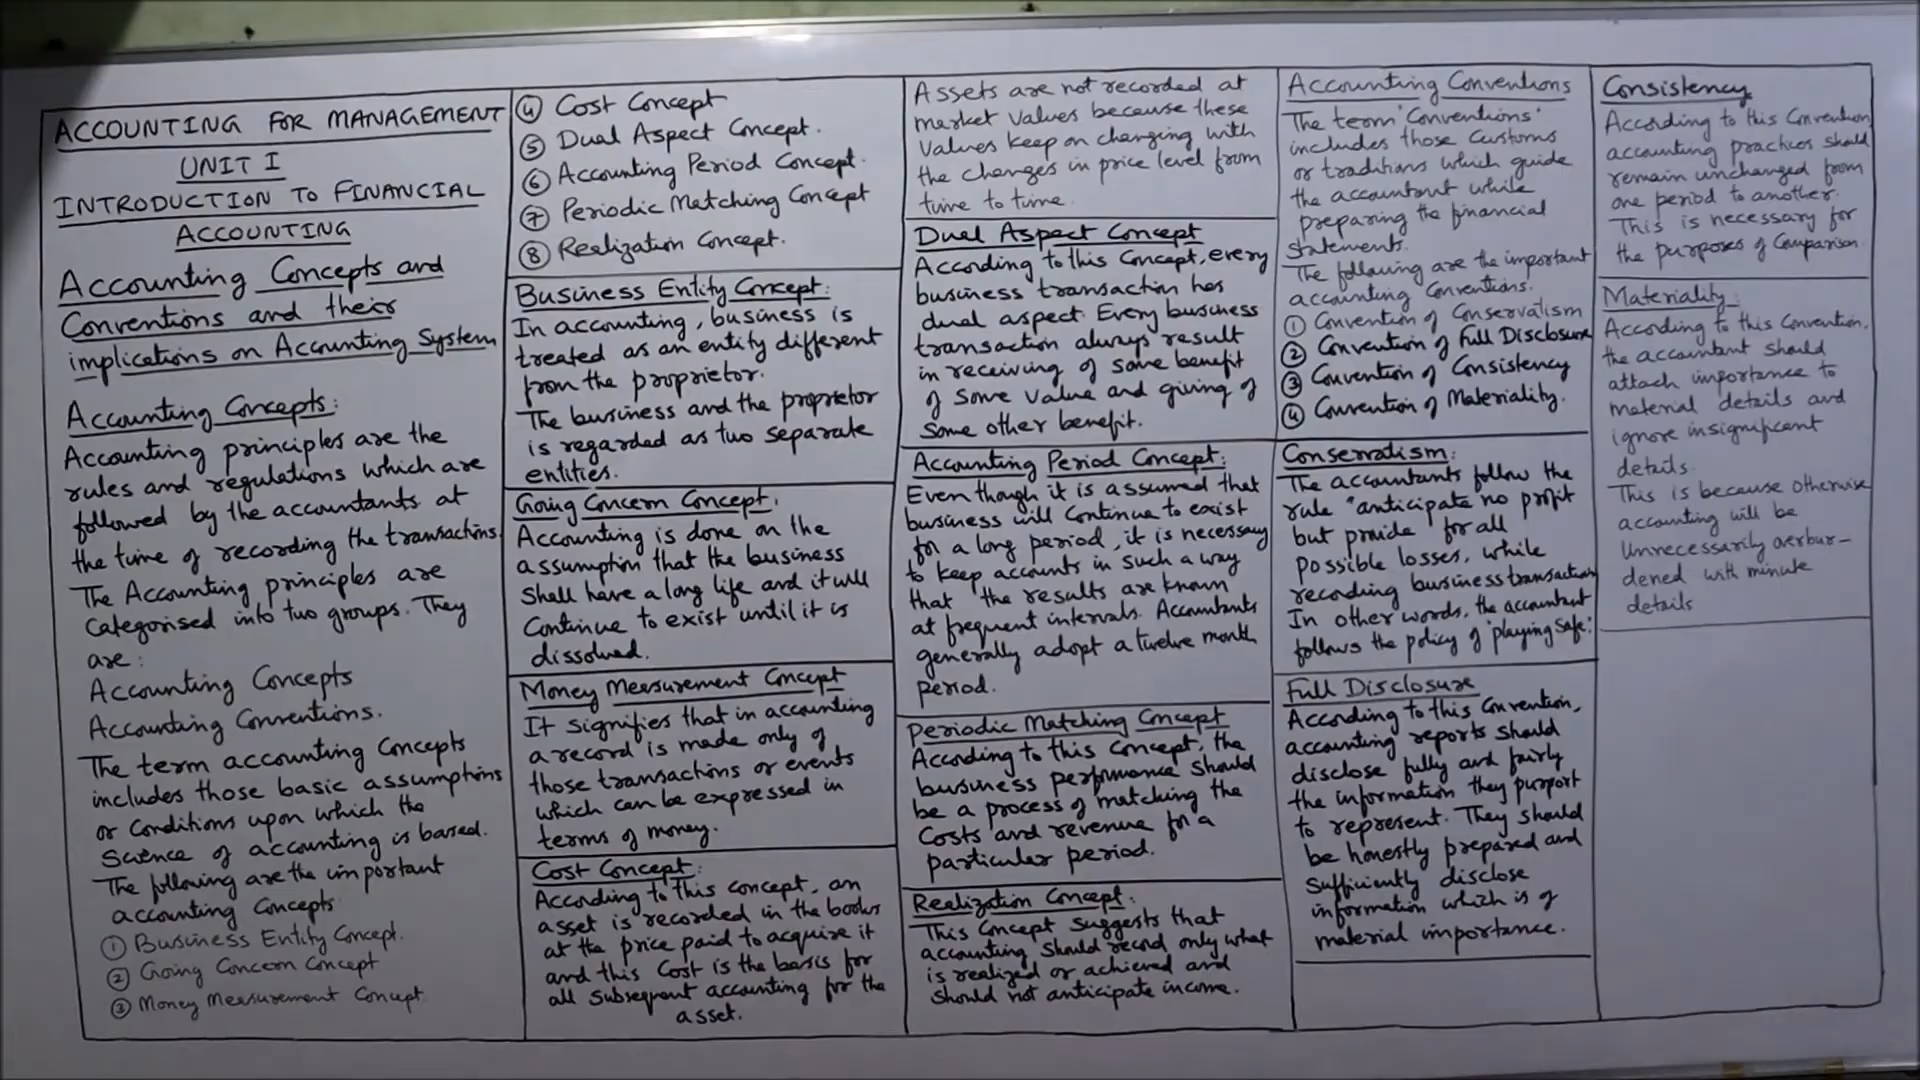 ACCOUNTING FOR MANAGEMENT
UNIT I
INTRODUCTION TO FINANCIAL
ACCOUNTING
Accounting Concepts and
Conventions and their
implications on Accounting System
Accounting Concepts:
Accounting principles are the
rules and regulations which are
followed by the accountants at
the time of recording the transactions.
The Accounting principles are
categorised into two groups. They
are:
Accounting Concepts
Accounting Conventions.
The term accounting Concepts
includes those basic assumptions
or Conditions upon which the
Science of accounting is based.
The following are the important
accounting Concepts
① Business Entity Concept.
② Going Concern Concept
③ Money Measurement Concept.
④ Cost Concept
⑤ Dual Aspect Concept.
⑥ Accounting Period Concept.
⑦ Periodic Matching Concept
⑧ Realization Concept.
Business Entity Concept:
In accounting, business is
treated as an entity different
from the proprietor.
The business and the proprietor
is regarded as two separate
entities.
Going Concern Concept.
Accounting is done on the
assumption that the business
shall have a long life and it will
Continue to exist until it is
dissolved.
Money Measurement Concept
It signifies that in accounting
a record is made only of
those transactions or events
which can be expressed in
terms of money.
Cost Concept:
According to this concept, an
asset is recorded in the books
at the price paid to acquire it
and this Cost is the basis for
all subsequent accounting for the
asset.
Assets are not recorded at
market values because these
values keep on changing with
the changes in price level from
time to time.
Dual Aspect Concept
According to this Concept, every
business transaction has
dual aspect. Every business
transaction always result
in receiving of some benefit
of some value and giving of
some other benefit.
Accounting Period Concept:
Even though it is assumed that
business will Continue to exist
for a long period, it is necessary
to keep accounts in such a way
that the results are known
at frequent intervals. Accountants
generally adopt a twelve month
period.
Periodic Matching Concept
According to this Concept, the
business performance should
be a process of matching the
Costs and revenue for a
particular period.
Realization Concept:
This Concept suggests that
accounting should record only what
is realized or achieved and
should not anticipate income.
Accounting Conventions
The term 'Conventions'
includes those Customs
or traditions which guide
the accountant while
preparing the financial
statements.
The following are the important
accounting Conventions.
① Convention of Conservatism
② Convention of Full Disclosure
③ Convention of Consistency
④ Convention of Materiality.
Conservatism:
The accountants follow the
rule "anticipate no profit
but provide for all
possible losses, while
recording business transactions
In other words, the accountant
follows the policy of 'playing safe'.
Full Disclosure
According to this Convention,
accounting reports should
disclose fully and fairly
the information they purport
to represent. They should
be honestly prepared and
sufficiently disclose
information which is of
material importance.
Consistency
According to this Convention
accounting practices should
remain unchanged from
one period to another.
This is necessary for
the purposes of Comparison.
Materiality:
According to this Convention,
the accountant should
attach importance to
material details and
ignore insignificant
details.
This is because otherwise
accounting will be
unnecessarily overbur-
dened with minute
details